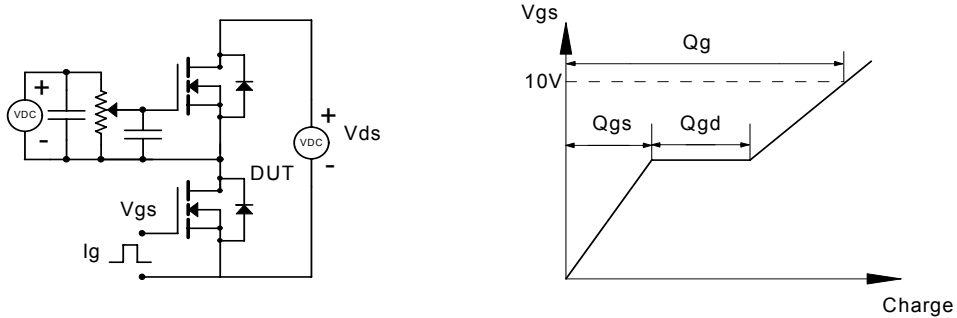 VDC
+
-
Vgs
Ig
DUT
+
VDC
-
Vds
Vgs
10V
Qg
Qgs
Qgd
Charge